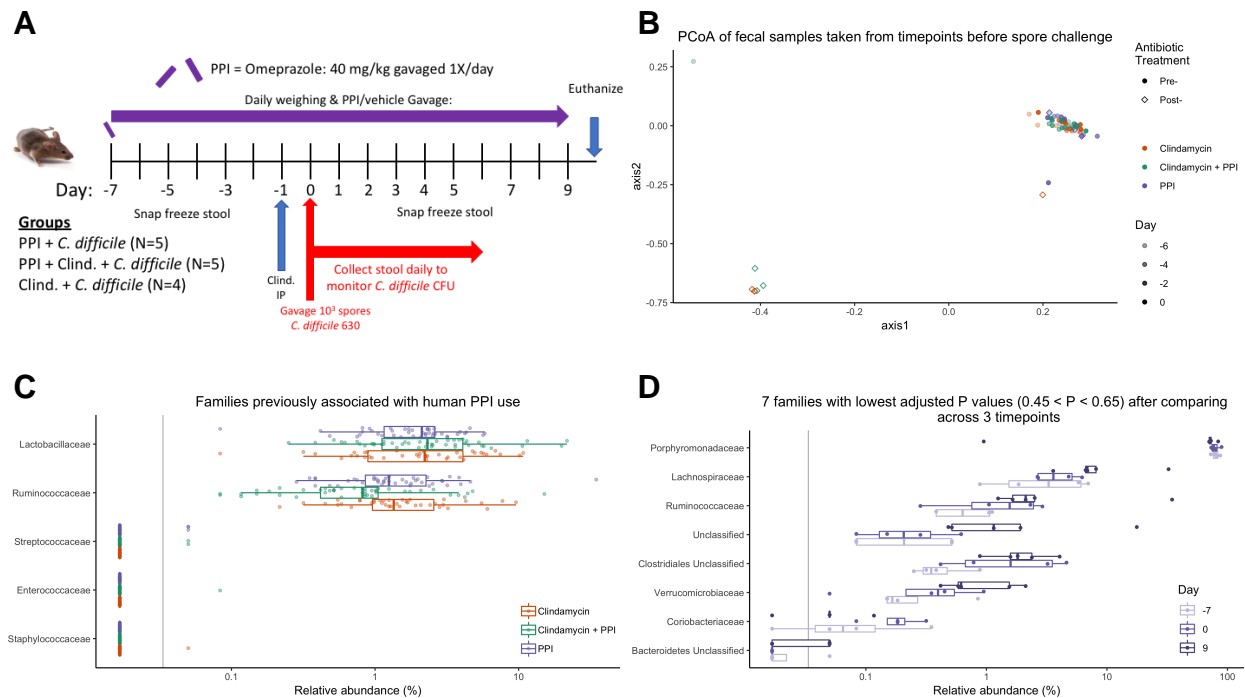 A
PPI = Omeprazole: 40 mg/kg gavaged 1X/day
Daily weighing & PPI/vehicle Gavage:
Euthanize
Day: -7 -5 -3 -1 0 1 2 3 4 5 7 9
Snap freeze stool
Snap freeze stool
Groups
PPI + C. difficile (N=5)
PPI + Clind. + C. difficile (N=5)
Clind. + C. difficile (N=4)
Clind.
IP
Collect stool daily to
monitor C. difficile CFU
Gavage 10³ spores
C. difficile 630
B
PCoA of fecal samples taken from timepoints before spore challenge
axis2
0.25
0.00
-0.25
-0.50
-0.75
-0.4 -0.2 0.0 0.2
axis1
Antibiotic
Treatment
Pre-
Post-
Clindamycin
Clindamycin + PPI
PPI
Day
-6
-4
-2
0
C
Families previously associated with human PPI use
Lactobacillaceae
Ruminococcaceae
Streptococcaceae
Enterococcaceae
Staphylococcaceae
Clindamycin
Clindamycin + PPI
PPI
0.1 1 10
Relative abundance (%)
D
7 families with lowest adjusted P values (0.45 < P < 0.65) after comparing
across 3 timepoints
Porphyromonadaceae
Lachnospiraceae
Ruminococcaceae
Unclassified
Clostridiales Unclassified
Verrucomicrobiaceae
Coriobacteriaceae
Bacteroidetes Unclassified
Day
-7
0
9
0.1 1 10 100
Relative abundance (%)